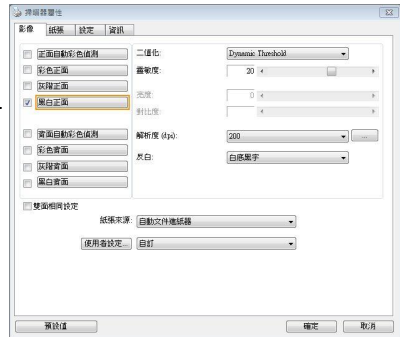 掃瞄器屬性
影像 紙張 設定 資訊
正面自動彩色偵測
彩色正面
灰階正面
黑白正面
背面自動彩色偵測
彩色背面
灰階背面
黑白背面
二值化: Dynamic Threshold
靈敏度: 20
亮度: 0
對比度:
解析度 (dpi): 200 ...
反白: 白底黑字
雙面相同設定
紙張來源: 自動文件進紙器
使用者設定... 自訂
預設值 確定 取消